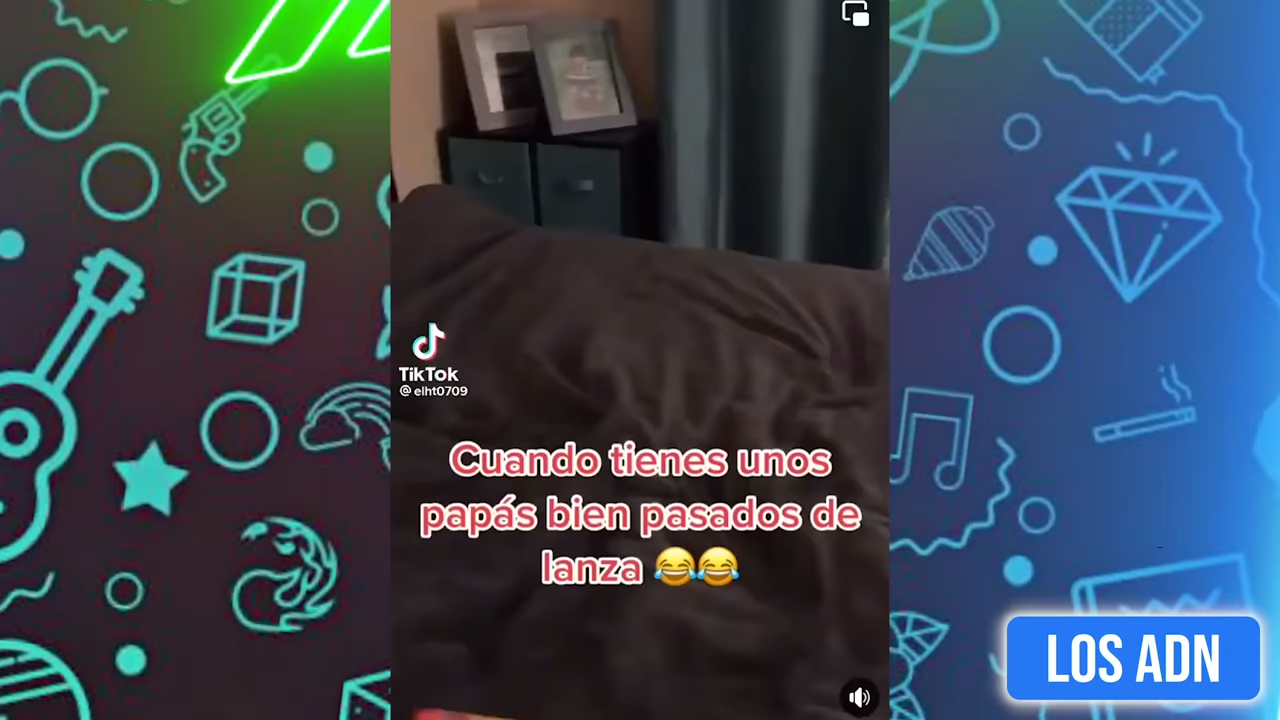 TikTok
@elht0709
Cuando tienes unos
papás bien pasados de
lanza 😂😂
LOS ADN